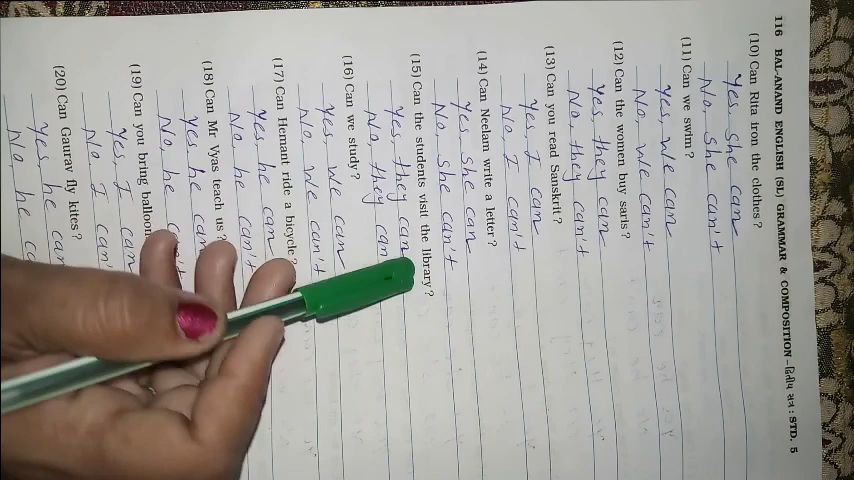 116 BAL-ANAND ENGLISH (SL) GRAMMAR & COMPOSITION – દ્વિતીય સત્ર : STD. 5
(10) Can Rita iron the clothes ?
Yes, she can
No, she can't
(11) Can we swim ?
Yes, we can
No, we can't
(12) Can the women buy saris ?
Yes, they can
No, they can't
(13) Can you read Sanskrit ?
Yes, I can
No, I can't
(14) Can Neelam write a letter ?
Yes, she can
No, she can't
(15) Can the students visit the library ?
Yes, they can
No, they can
(16) Can we study ?
Yes, we can
No, we can't
(17) Can Hemant ride a bicycle ?
Yes, he can
No, he can't
(18) Can Mr Vyas teach us ?
Yes, he can
No, he can't
(19) Can you bring balloon
Yes, I can
No, I can'
(20) Can Gaurav fly kites ?
Yes, he can
No, he ca